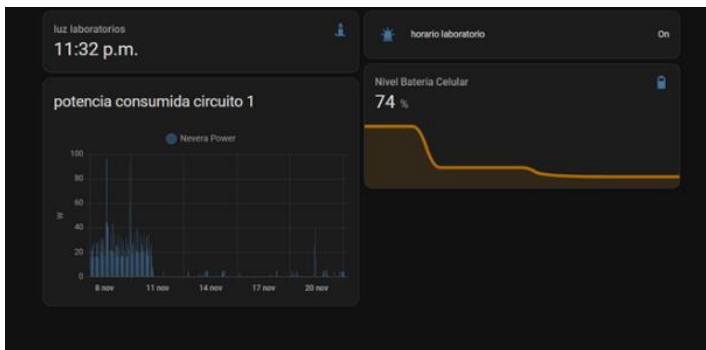 luz laboratorios
11:32 p.m.
horario laboratorio
On
potencia consumida circuito 1
Nevera Power
100
80
60
W
40
20
0
8 nov
11 nov
14 nov
17 nov
20 nov
Nivel Bateria Celular
74 %